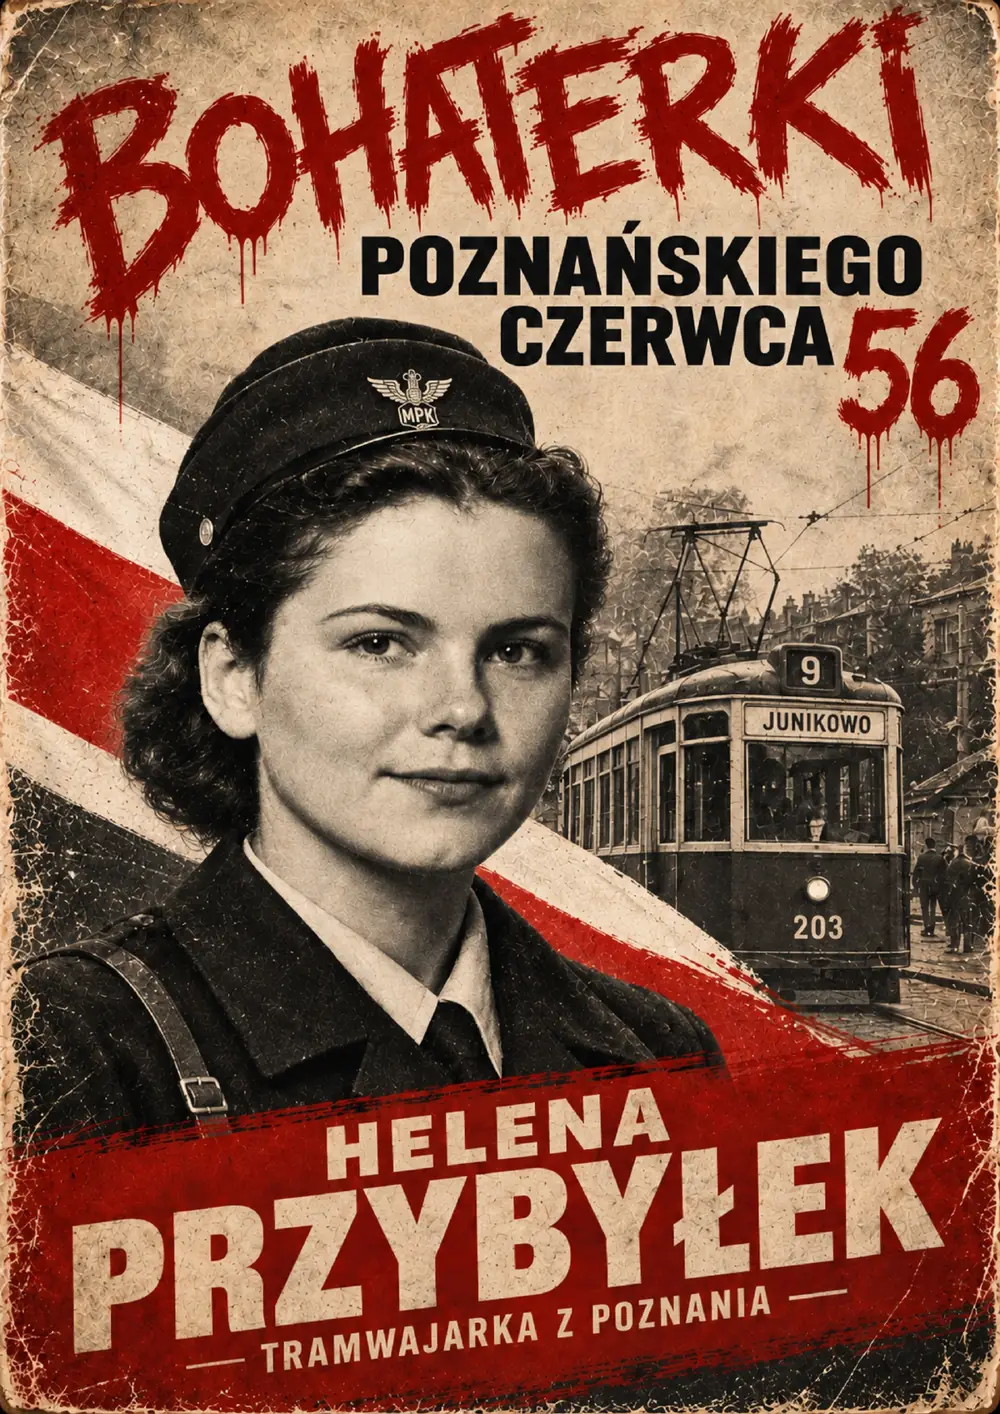 BOHATERKI
POZNAŃSKIEGO
CZERWCA 56
MPK
9
JUNIKOWO
203
HELENA
PRZYBYŁEK
TRAMWAJARKA Z POZNANIA